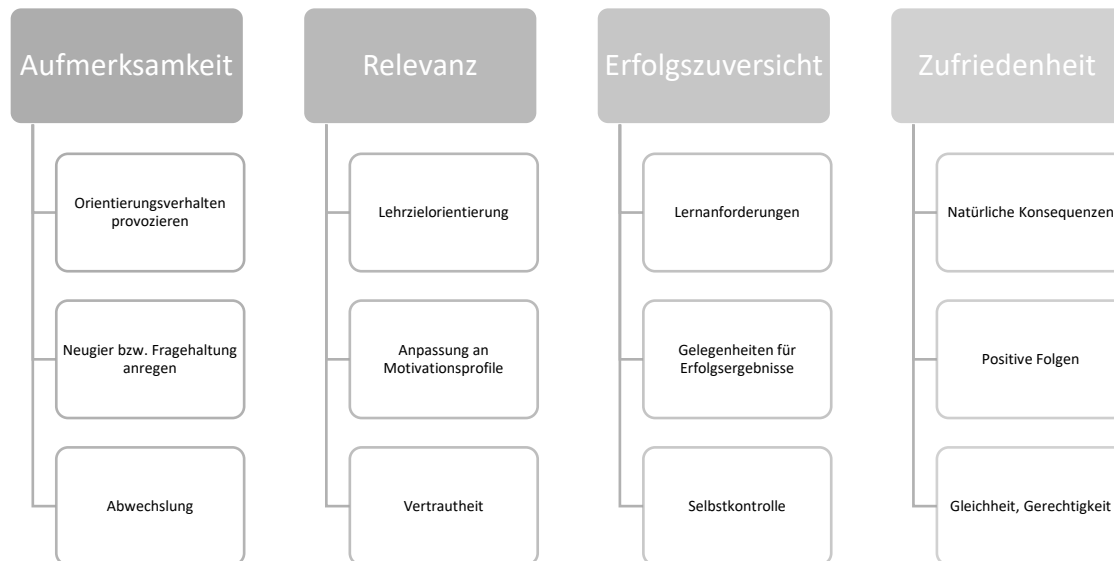 Aufmerksamkeit
Orientierungsverhalten
provozieren
Neugier bzw. Fragehaltung
anregen
Abwechslung
Relevanz
Lehrzielorientierung
Anpassung an
Motivationsprofile
Vertrautheit
Erfolgszuversicht
Lernanforderungen
Gelegenheiten für
Erfolgsergebnisse
Selbstkontrolle
Zufriedenheit
Natürliche Konsequenzen
Positive Folgen
Gleichheit, Gerechtigkeit